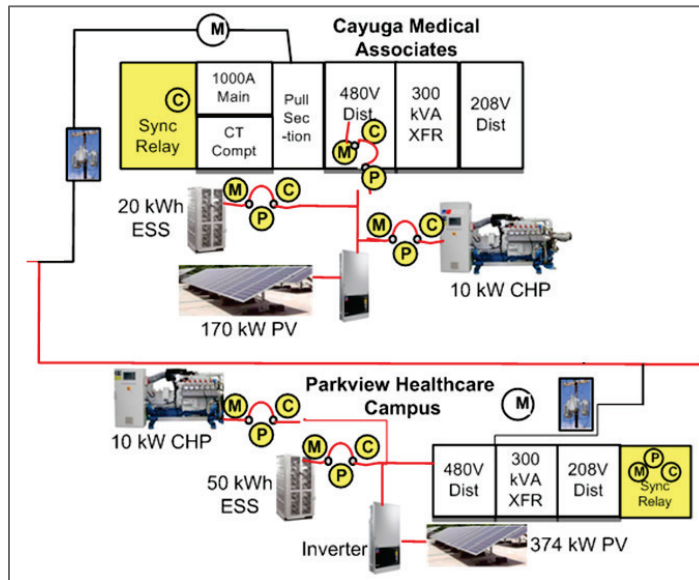 M
Cayuga Medical
Associates
C
Sync
Relay
1000A
Main
CT
Compt
Pull
Sec
-tion
480V
Dist
M
C
P
300
kVA
XFR
208V
Dist
20 kWh
ESS
M
C
P
M
C
P
10 kW CHP
170 kW PV
Parkview Healthcare
Campus
M
10 kW CHP
M
C
P
50 kWh
ESS
M
C
P
480V
Dist
300
kVA
XFR
208V
Dist
P
M
C
Sync
Relay
Inverter
374 kW PV